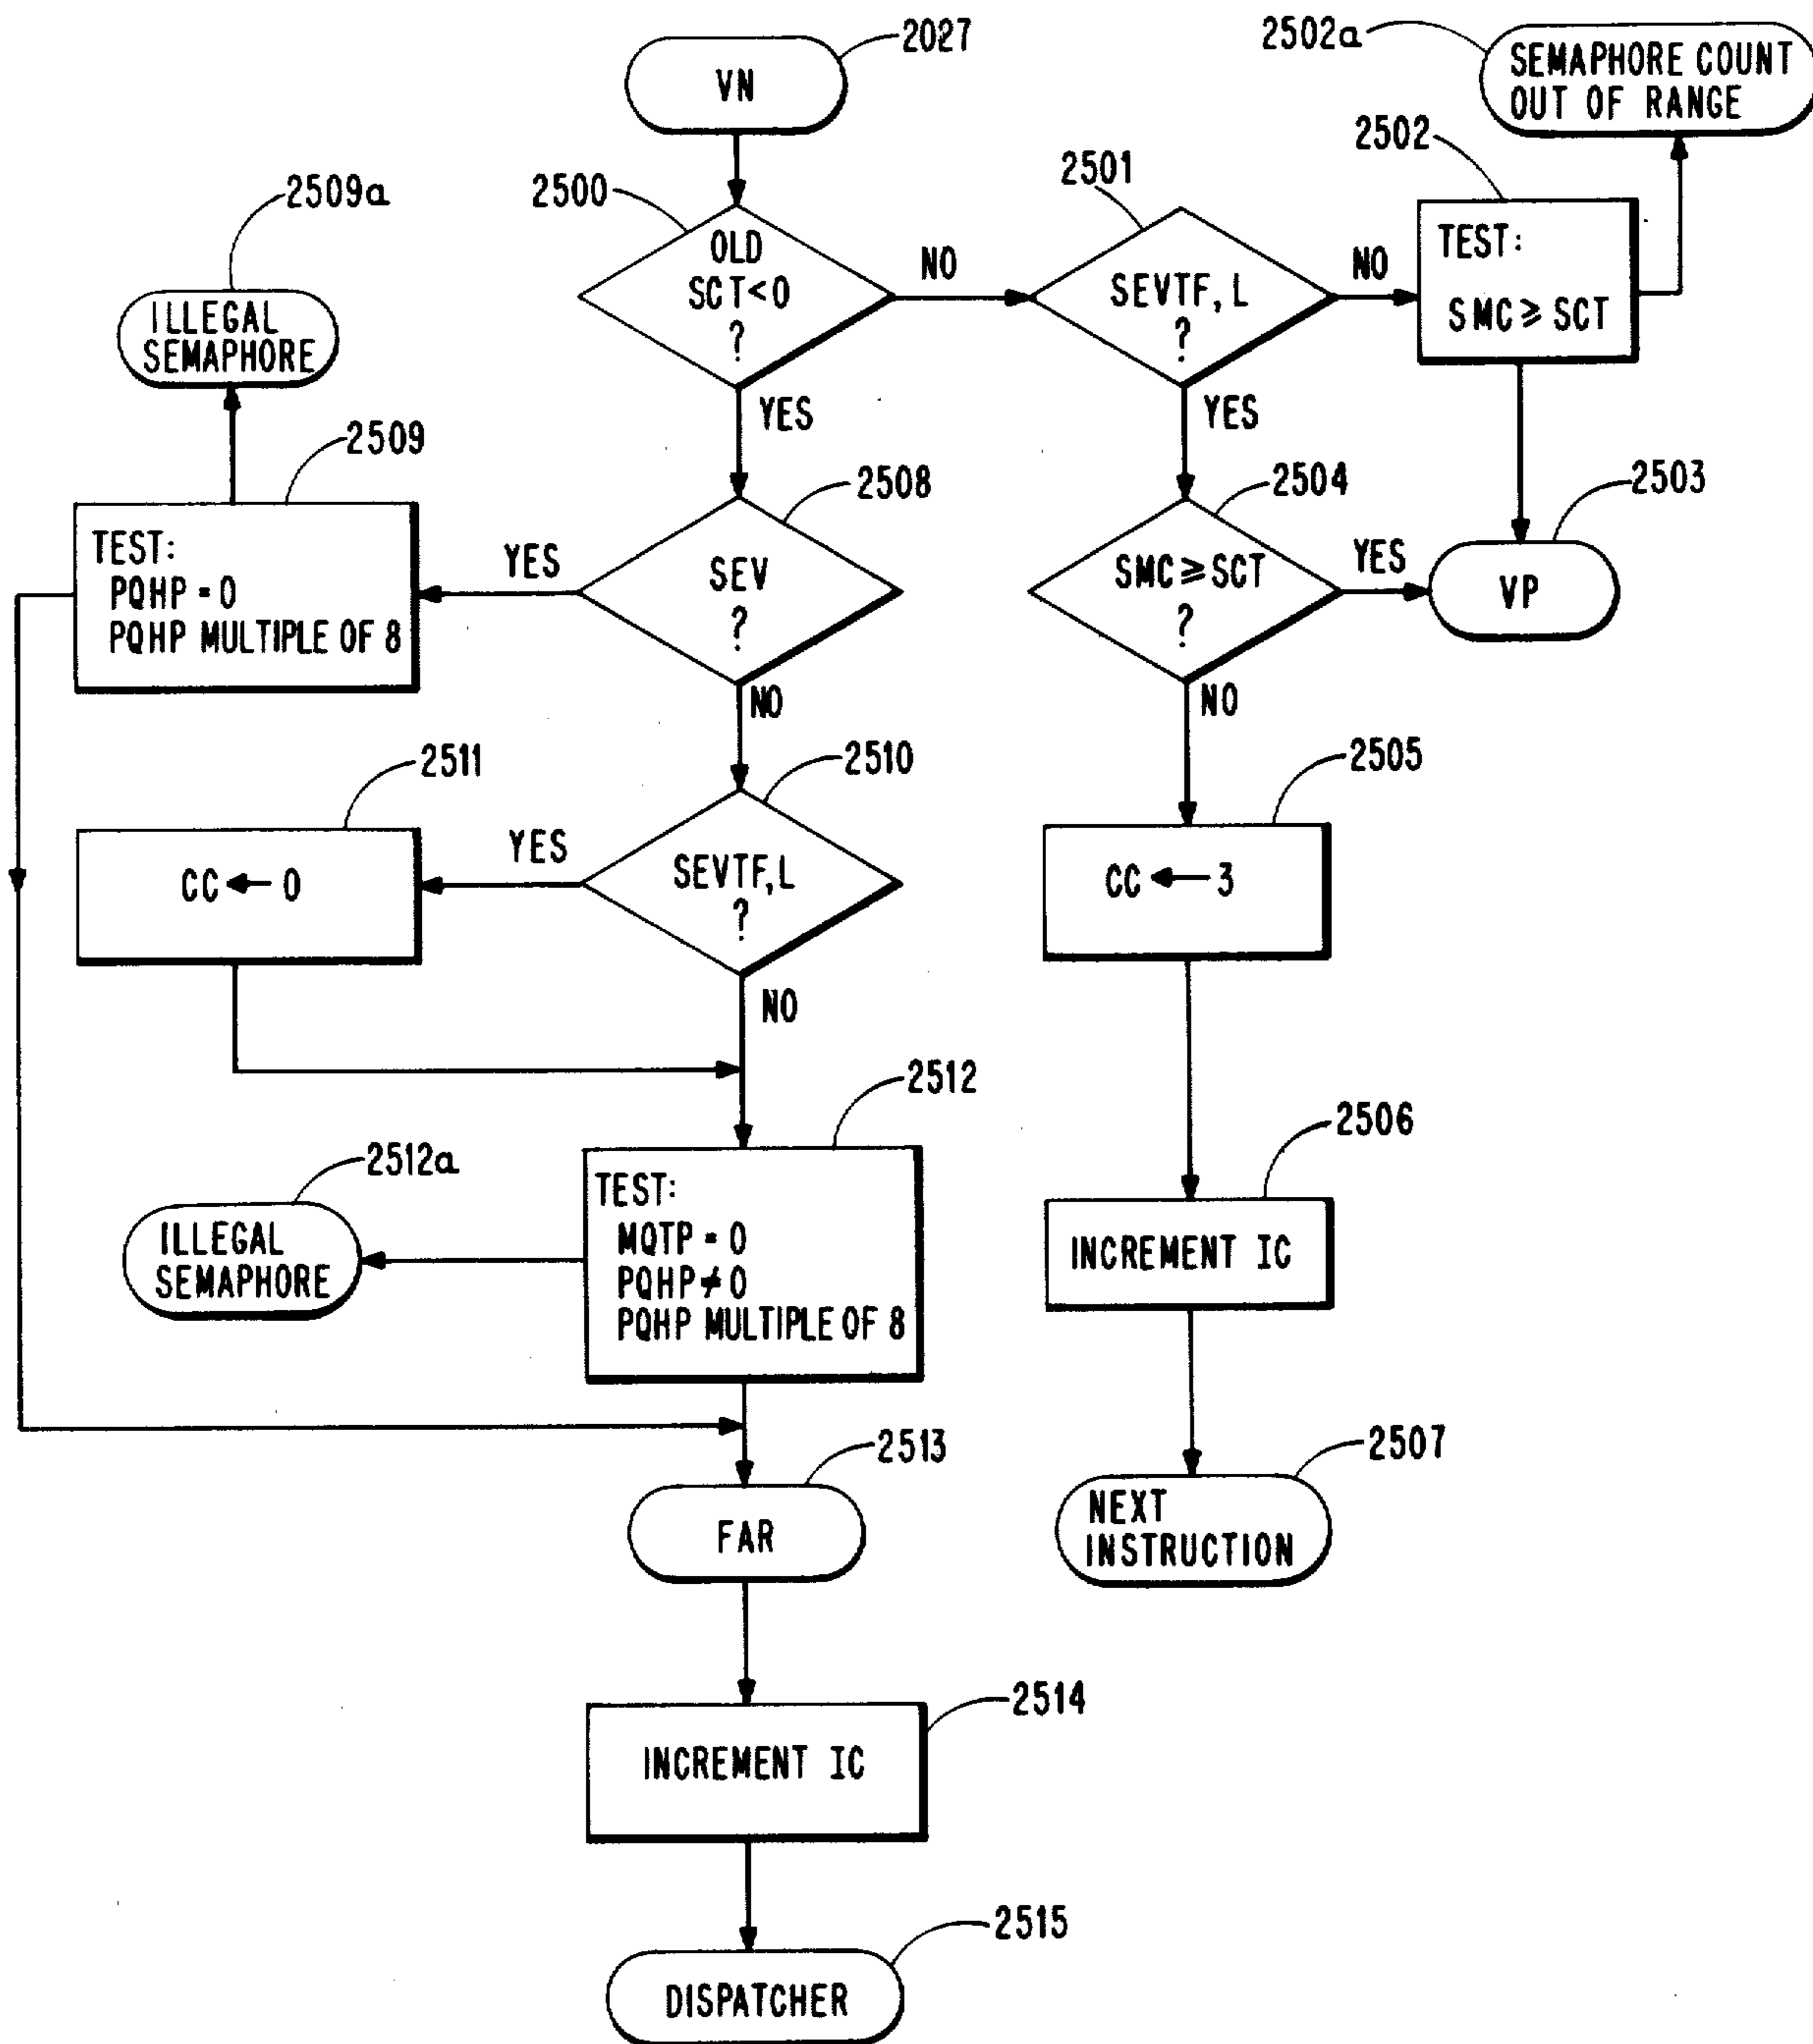 2027
VN
2502a
SEMAPHORE COUNT
OUT OF RANGE
2500
OLD
SCT<0
?
NO
YES
2501
SEVTF, L
?
NO
YES
2502
TEST:
SMC ≥ SCT
2509a
ILLEGAL
SEMAPHORE
2509
TEST:
PQHP = 0
PQHP MULTIPLE OF 8
2508
SEV
?
YES
NO
2504
SMC ≥ SCT
?
YES
NO
2503
VP
2511
CC ← 0
2510
SEVTF, L
?
YES
NO
2505
CC ← 3
2512
TEST:
MQTP = 0
PQHP ≠ 0
PQHP MULTIPLE OF 8
2512a
ILLEGAL
SEMAPHORE
2506
INCREMENT IC
2513
FAR
2507
NEXT
INSTRUCTION
2514
INCREMENT IC
2515
DISPATCHER